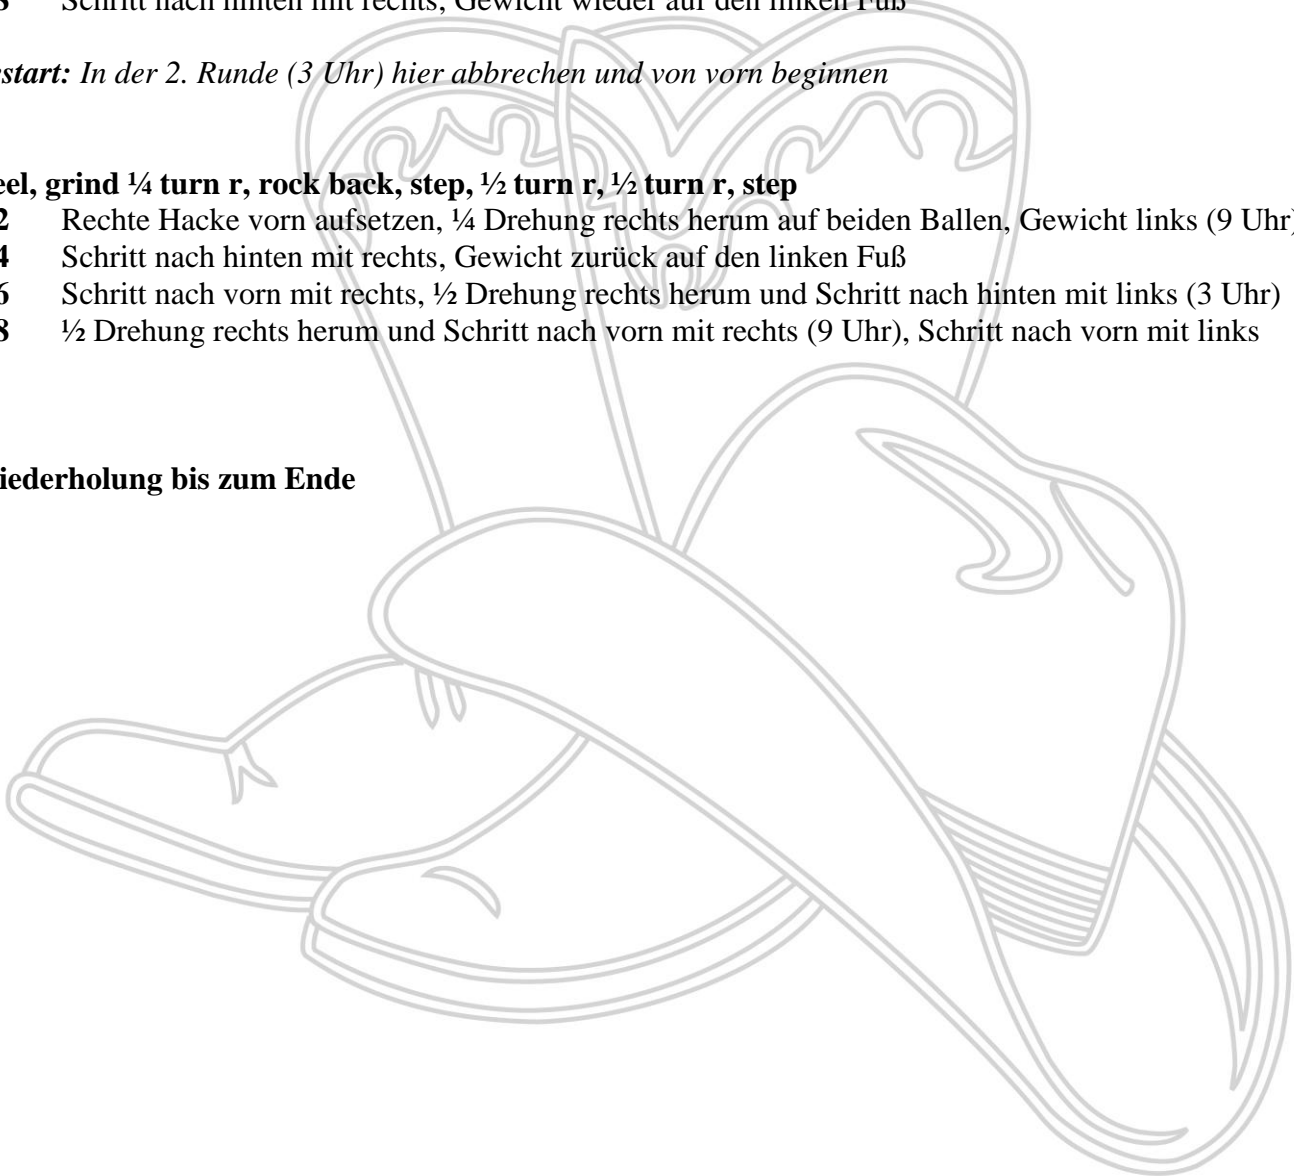 8 Schritt nach hinten mit rechts, Gewicht wieder auf den linken Fuß
start: In der 2. Runde (3 Uhr) hier abbrechen und von vorn beginnen
eel, grind ¼ turn r, rock back, step, ½ turn r, ½ turn r, step
2 Rechte Hacke vorn aufsetzen, ¼ Drehung rechts herum auf beiden Ballen, Gewicht links (9 Uhr)
4 Schritt nach hinten mit rechts, Gewicht zurück auf den linken Fuß
6 Schritt nach vorn mit rechts, ½ Drehung rechts herum und Schritt nach hinten mit links (3 Uhr)
8 ½ Drehung rechts herum und Schritt nach vorn mit rechts (9 Uhr), Schritt nach vorn mit links
iederholung bis zum Ende